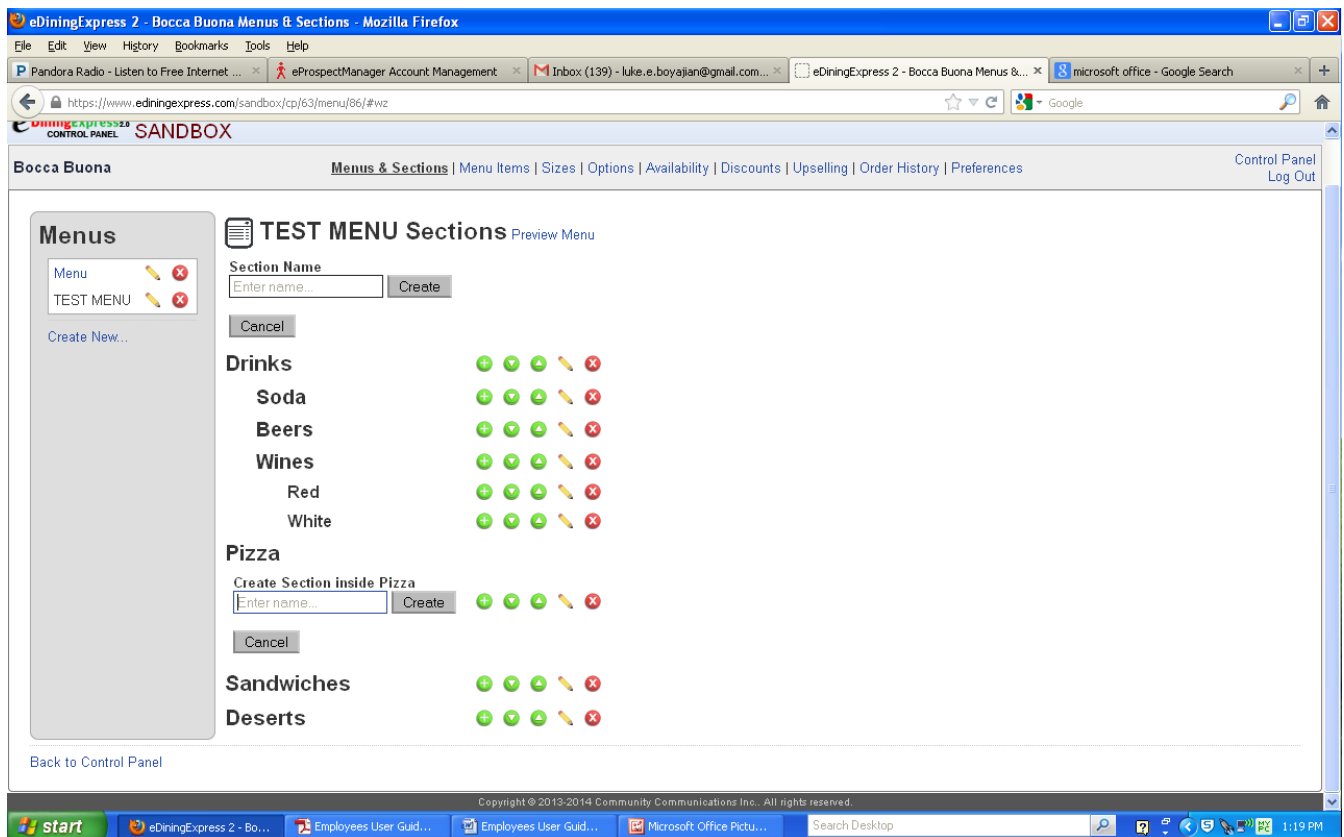 eDiningExpress 2 - Bocca Buona Menus & Sections - Mozilla Firefox
File Edit View History Bookmarks Tools Help
Pandora Radio - Listen to Free Internet ... eProspectManager Account Management Inbox (139) - luke.e.boyajian@gmail.com... eDiningExpress 2 - Bocca Buona Menus &... microsoft office - Google Search
https://www.ediningexpress.com/sandbox/cp/63/menu/86/#wz Google
eDiningExpress2.0
CONTROL PANEL SANDBOX
Bocca Buona Menus & Sections | Menu Items | Sizes | Options | Availability | Discounts | Upselling | Order History | Preferences Control Panel
Log Out
Menus
Menu
TEST MENU
Create New...
TEST MENU Sections Preview Menu
Section Name
Enter name... Create
Cancel
Drinks
Soda
Beers
Wines
Red
White
Pizza
Create Section inside Pizza
Enter name... Create
Cancel
Sandwiches
Deserts
Back to Control Panel
Copyright © 2013-2014 Community Communications Inc.. All rights reserved.
start eDiningExpress 2 - Bo... Employees User Guid... Employees User Guid... Microsoft Office Pictu... Search Desktop 1:19 PM